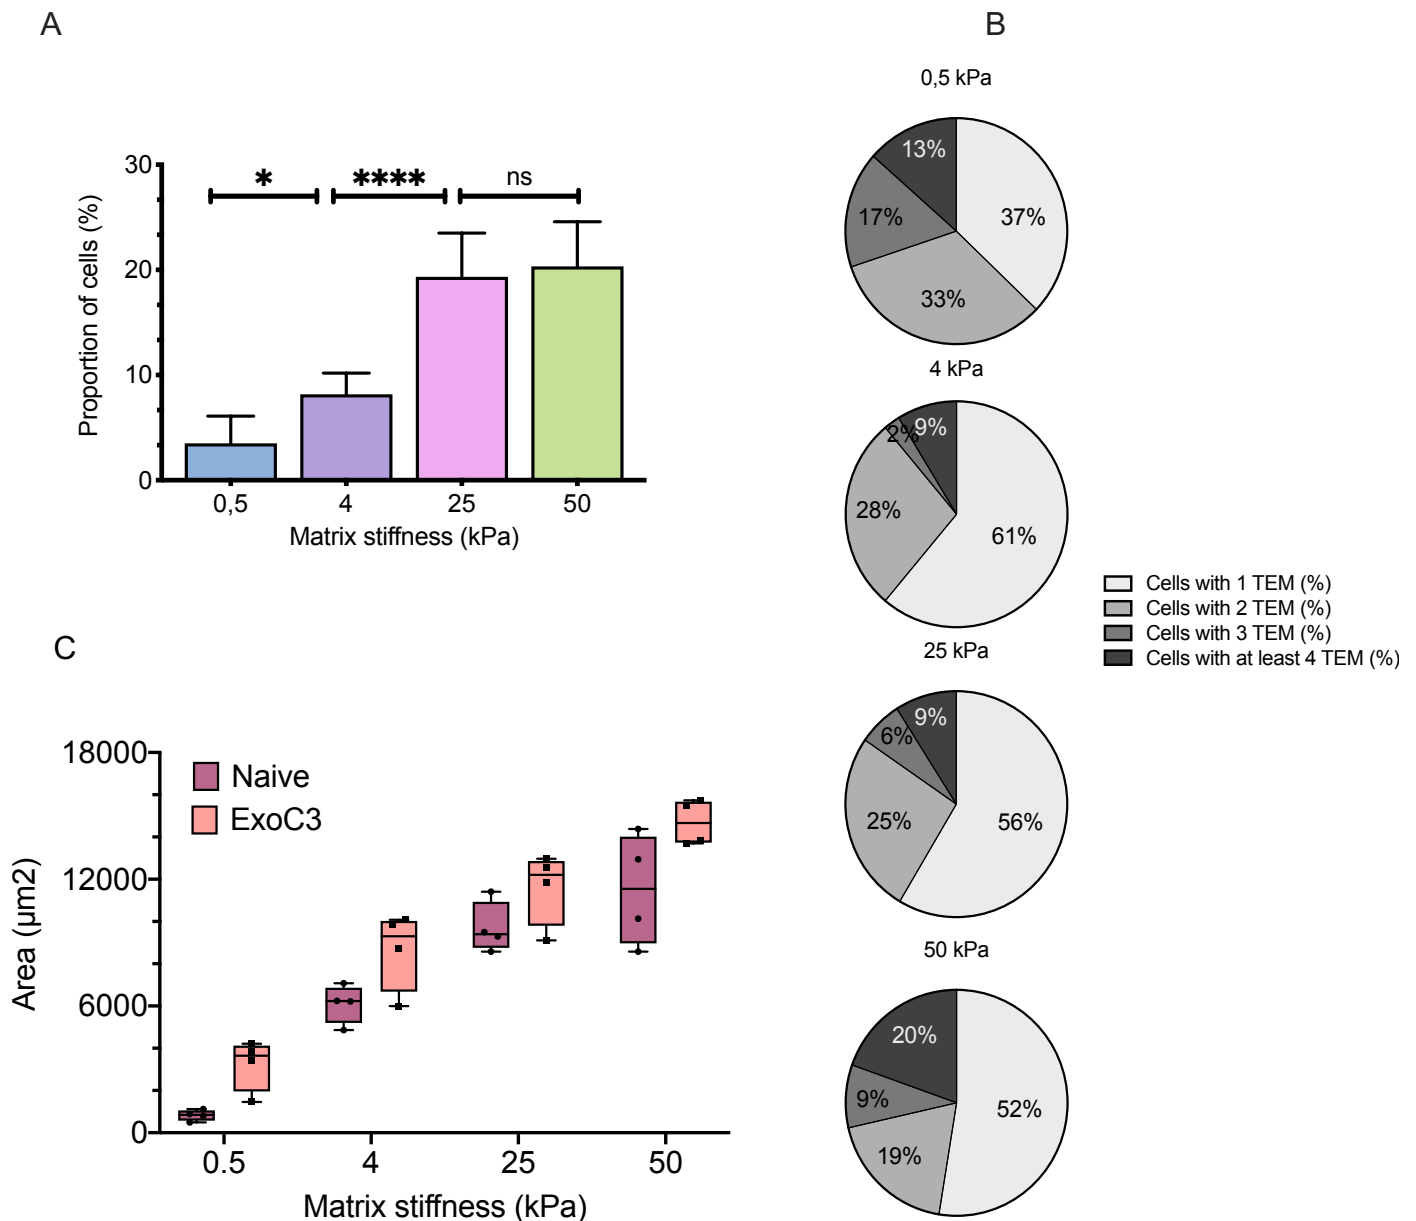 A
30
20
10
0
Proportion of cells (%)
*
****
ns
0,5 4 25 50
Matrix stiffness (kPa)
B
0,5 kPa
13%
37%
17%
33%
4 kPa
9%
2%
28%
61%
25 kPa
9%
6%
25%
56%
50 kPa
20%
52%
9%
19%
Cells with 1 TEM (%)
Cells with 2 TEM (%)
Cells with 3 TEM (%)
Cells with at least 4 TEM (%)
C
18000
12000
6000
0
Area (µm2)
Naive
ExoC3
0.5 4 25 50
Matrix stiffness (kPa)